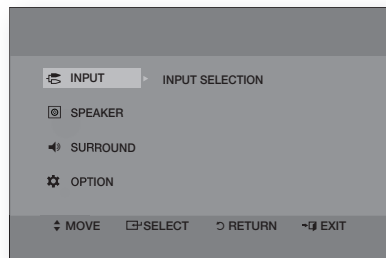 INPUT INPUT SELECTION
SPEAKER
SURROUND
OPTION
MOVE SELECT RETURN EXIT